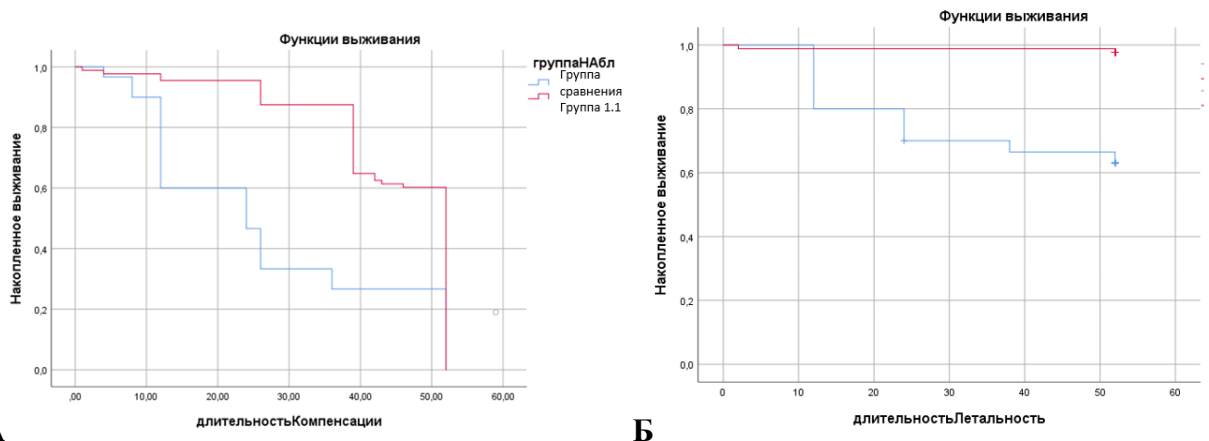 Функции выживания
группаНАбл
Группа
сравнения
Группа 1.1
Накопленное выживание
1,0
0,8
0,6
0,4
0,2
0,0
,00 10,00 20,00 30,00 40,00 50,00 60,00
длительностьКомпенсации
Функции выживания
Накопленное выживание
1,0
0,8
0,6
0,4
0,2
0,0
0 10 20 30 40 50 60
длительностьЛетальность
Б